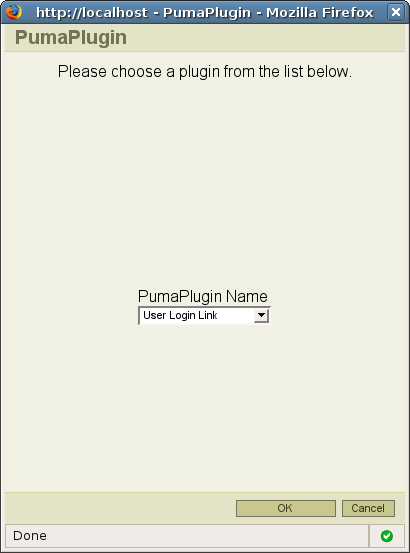 http://localhost - PumaPlugin - Mozilla Firefox
PumaPlugin
Please choose a plugin from the list below.
PumaPlugin Name
User Login Link
OK Cancel
Done